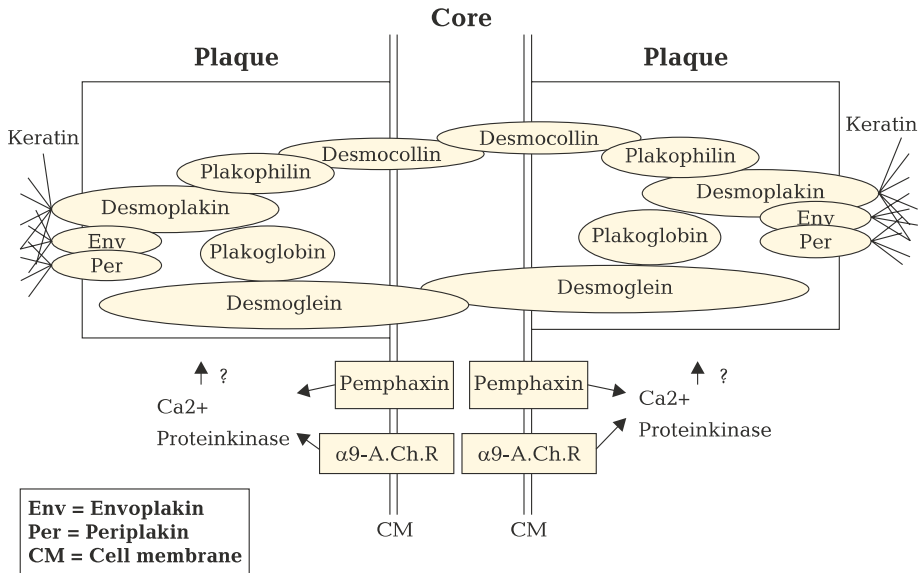 Core
Plaque
Plaque
Keratin
Keratin
Desmocollin
Desmocollin
Plakophilin
Plakophilin
Desmoplakin
Desmoplakin
Env
Env
Per
Per
Plakoglobin
Plakoglobin
Desmoglein
Desmoglein
?
?
Pemphaxin
Pemphaxin
Ca2+
Ca2+
Proteinkinase
Proteinkinase
α9-A.Ch.R
α9-A.Ch.R
Env = Envoplakin
Per = Periplakin
CM = Cell membrane
CM
CM